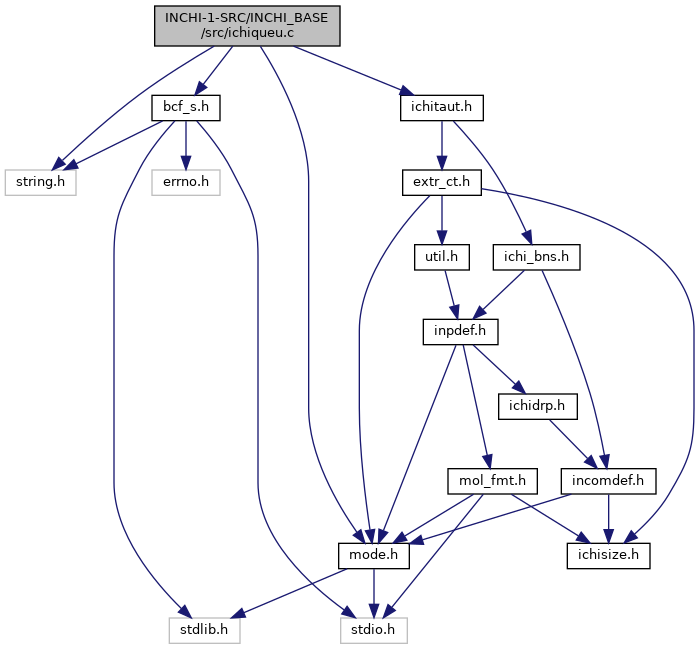 INCHI-1-SRC/INCHI_BASE
/src/ichiqueu.c
bcf_s.h
ichitaut.h
string.h
errno.h
extr_ct.h
util.h
ichi_bns.h
inpdef.h
ichidrp.h
mol_fmt.h
incomdef.h
mode.h
ichisize.h
stdlib.h
stdio.h